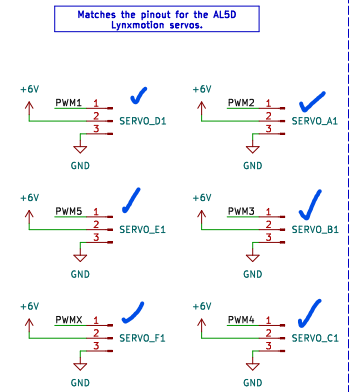 Matches the pinout for the AL5D
Lynxmotion servos.
+6V
PWM1 1
2
3
SERVO_D1
GND
+6V
PWM2 1
2
3
SERVO_A1
GND
+6V
PWM5 1
2
3
SERVO_E1
GND
+6V
PWM3 1
2
3
SERVO_B1
GND
+6V
PWMX 1
2
3
SERVO_F1
GND
+6V
PWM4 1
2
3
SERVO_C1
GND